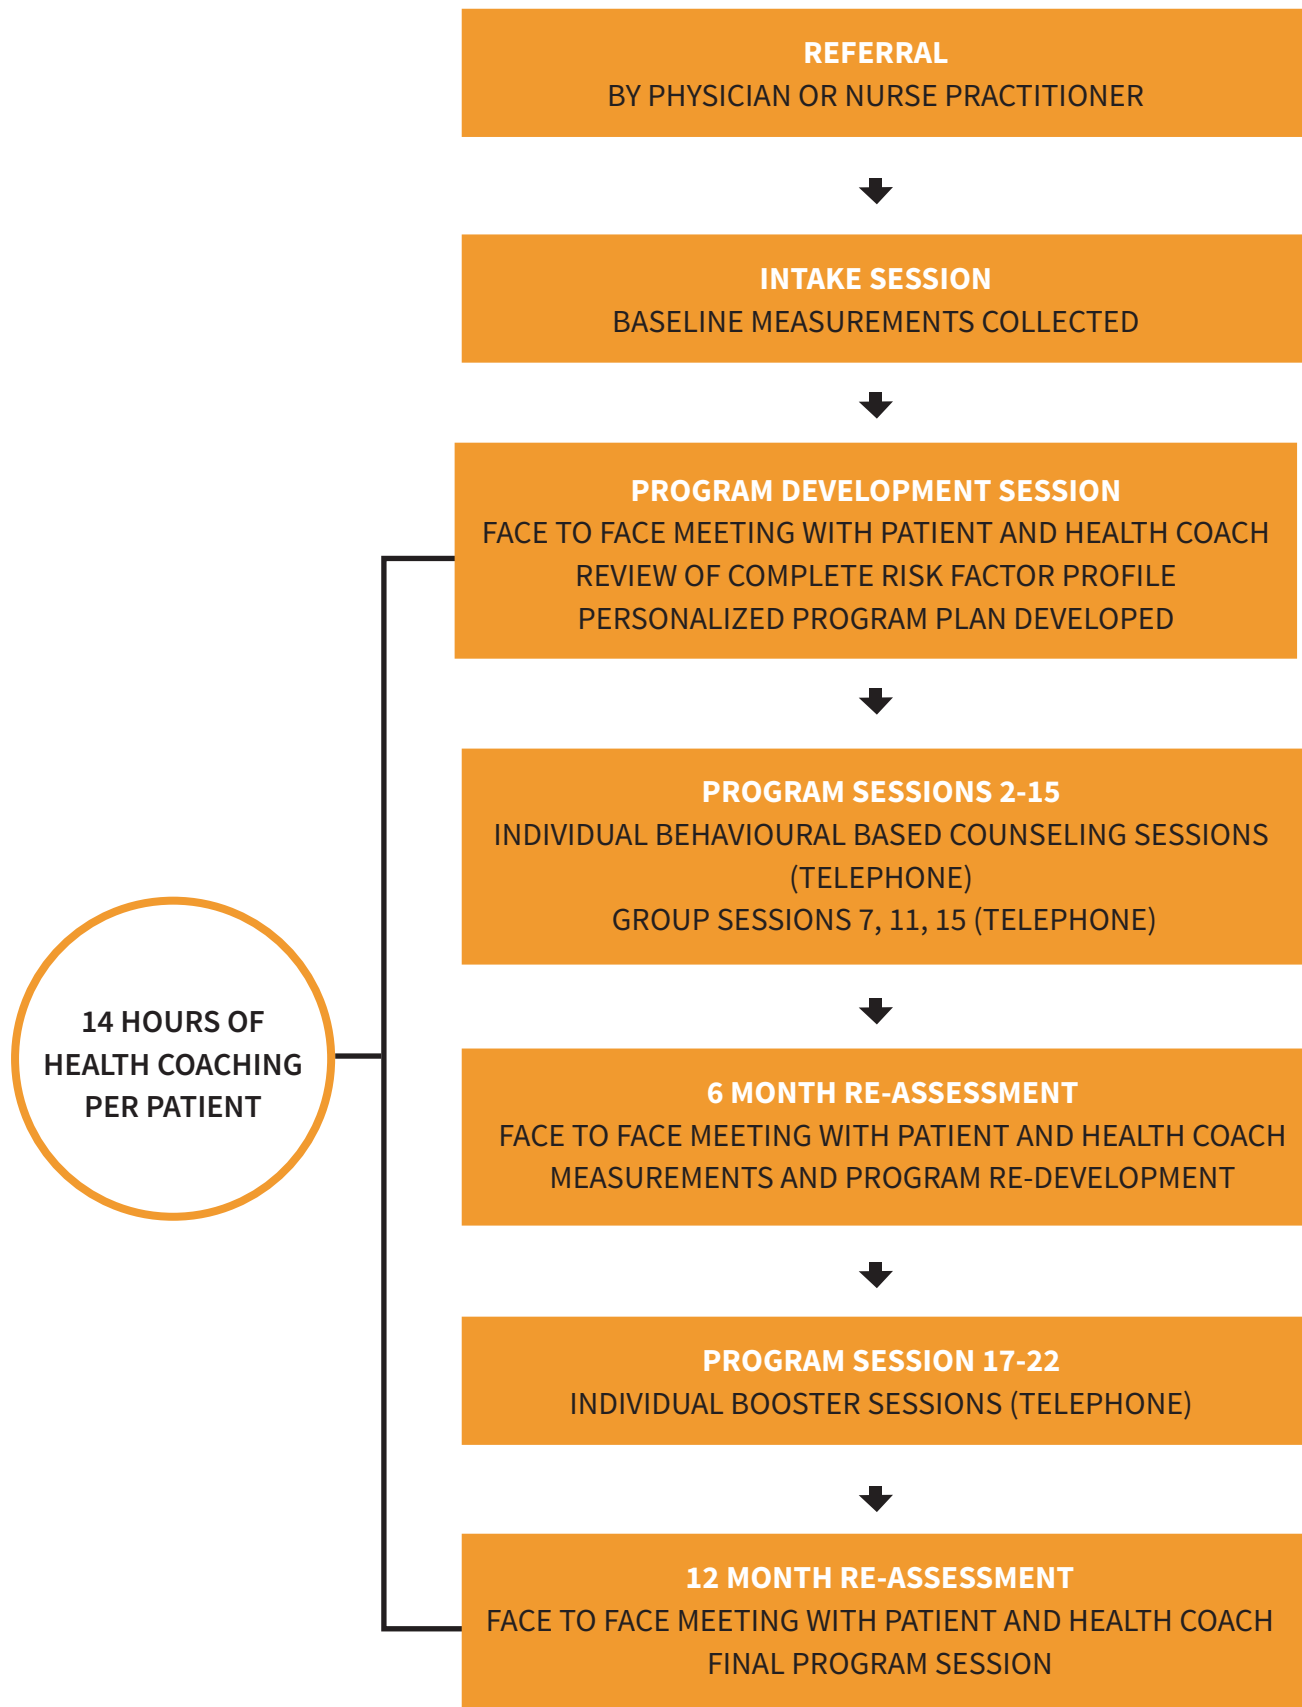 REFERRAL
BY PHYSICIAN OR NURSE PRACTITIONER
INTAKE SESSION
BASELINE MEASUREMENTS COLLECTED
PROGRAM DEVELOPMENT SESSION
FACE TO FACE MEETING WITH PATIENT AND HEALTH COACH
REVIEW OF COMPLETE RISK FACTOR PROFILE
PERSONALIZED PROGRAM PLAN DEVELOPED
PROGRAM SESSIONS 2-15
INDIVIDUAL BEHAVIOURAL BASED COUNSELING SESSIONS
(TELEPHONE)
GROUP SESSIONS 7, 11, 15 (TELEPHONE)
14 HOURS OF
HEALTH COACHING
PER PATIENT
6 MONTH RE-ASSESSMENT
FACE TO FACE MEETING WITH PATIENT AND HEALTH COACH
MEASUREMENTS AND PROGRAM RE-DEVELOPMENT
PROGRAM SESSION 17-22
INDIVIDUAL BOOSTER SESSIONS (TELEPHONE)
12 MONTH RE-ASSESSMENT
FACE TO FACE MEETING WITH PATIENT AND HEALTH COACH
FINAL PROGRAM SESSION